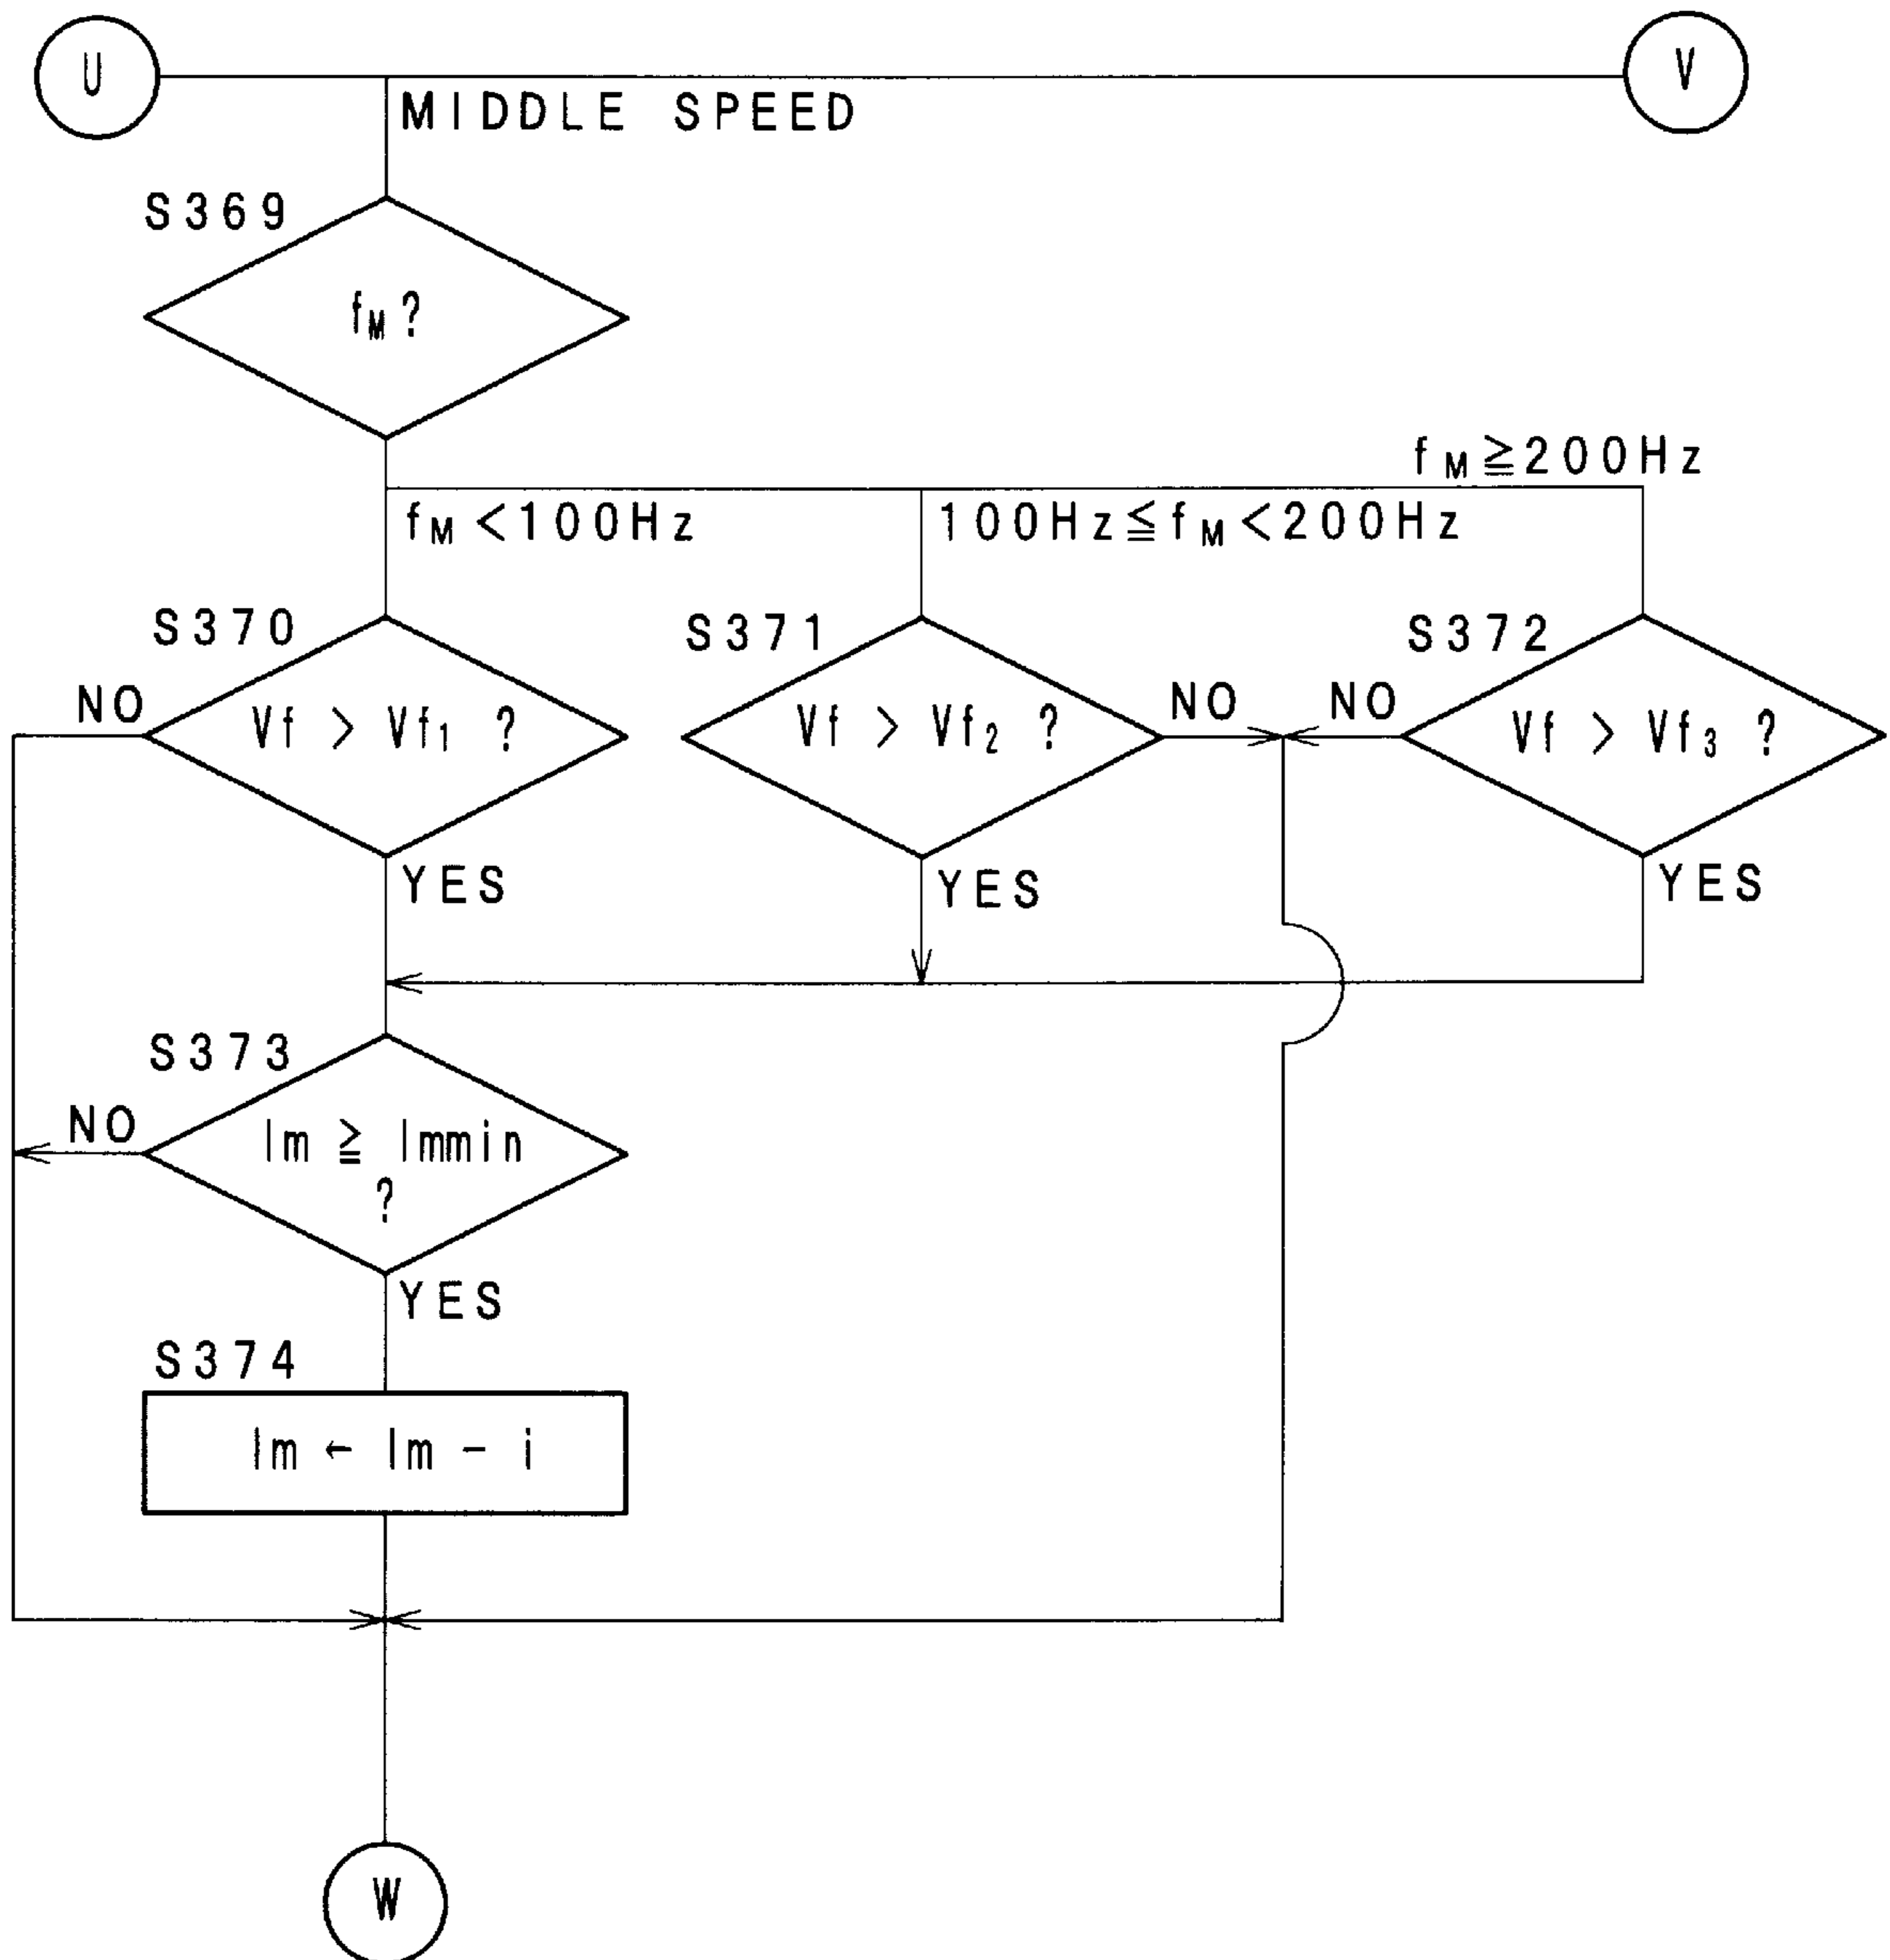 U
V
MIDDLE SPEED
S369
fM?
fM≧200Hz
fM<100Hz
100Hz≦fM<200Hz
S370
S371
S372
NO
Vf > Vf1 ?
Vf > Vf2 ?
NO
NO
Vf > Vf3 ?
YES
YES
YES
S373
NO
Im ≧ Immin
?
YES
S374
Im ← Im - i
W